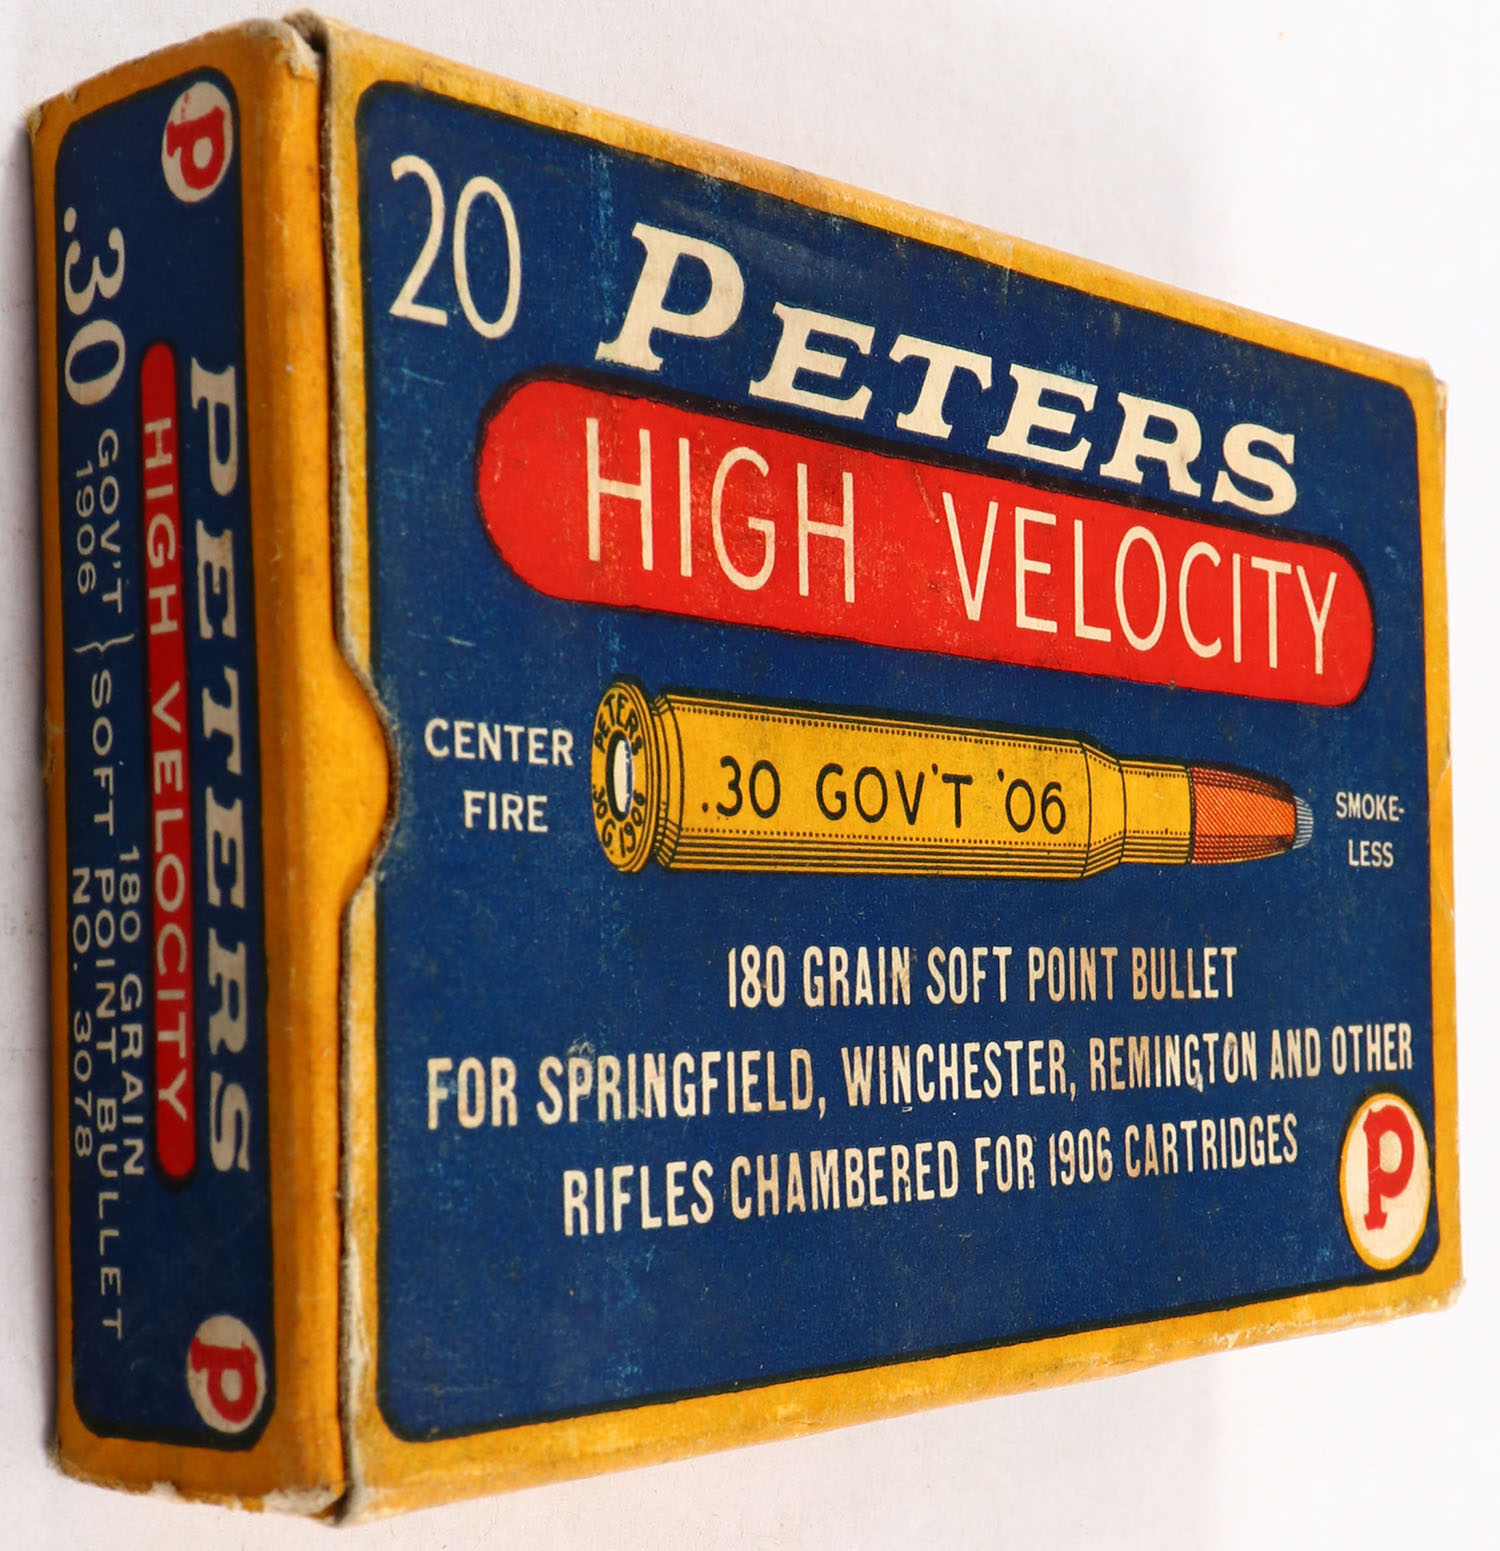 20 PETERS
HIGH VELOCITY
CENTER
FIRE
PETERS
30 G 1906
.30 GOV'T '06
SMOKE-
LESS
180 GRAIN SOFT POINT BULLET
FOR SPRINGFIELD, WINCHESTER, REMINGTON AND OTHER
RIFLES CHAMBERED FOR 1906 CARTRIDGES
P
P
PETERS
HIGH VELOCITY
.30 GOV'T
1906 } SOFT POINT BULLET
180 GRAIN
NO. 3078
P